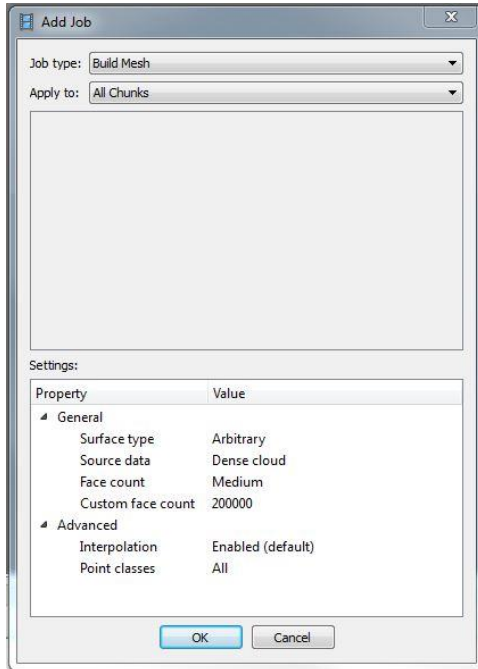 Add Job
Job type: Build Mesh
Apply to: All Chunks
Settings:
Property Value
General
Surface type Arbitrary
Source data Dense cloud
Face count Medium
Custom face count 200000
Advanced
Interpolation Enabled (default)
Point classes All
OK Cancel